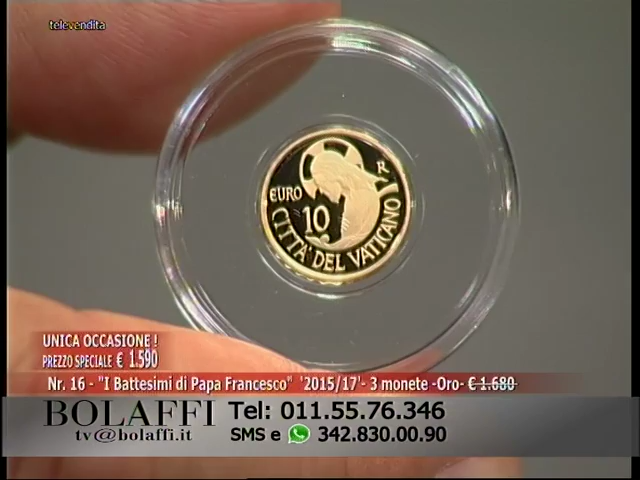 televendita
EURO
R
10
CITTA' DEL VATICANO
UNICA OCCASIONE !
PREZZO SPECIALE € 1.590
Nr. 16 - "I Battesimi di Papa Francesco" '2015/17'- 3 monete -Oro- € 1.680
BOLAFFI
tv@bolaffi.it
Tel: 011.55.76.346
SMS e 342.830.00.90